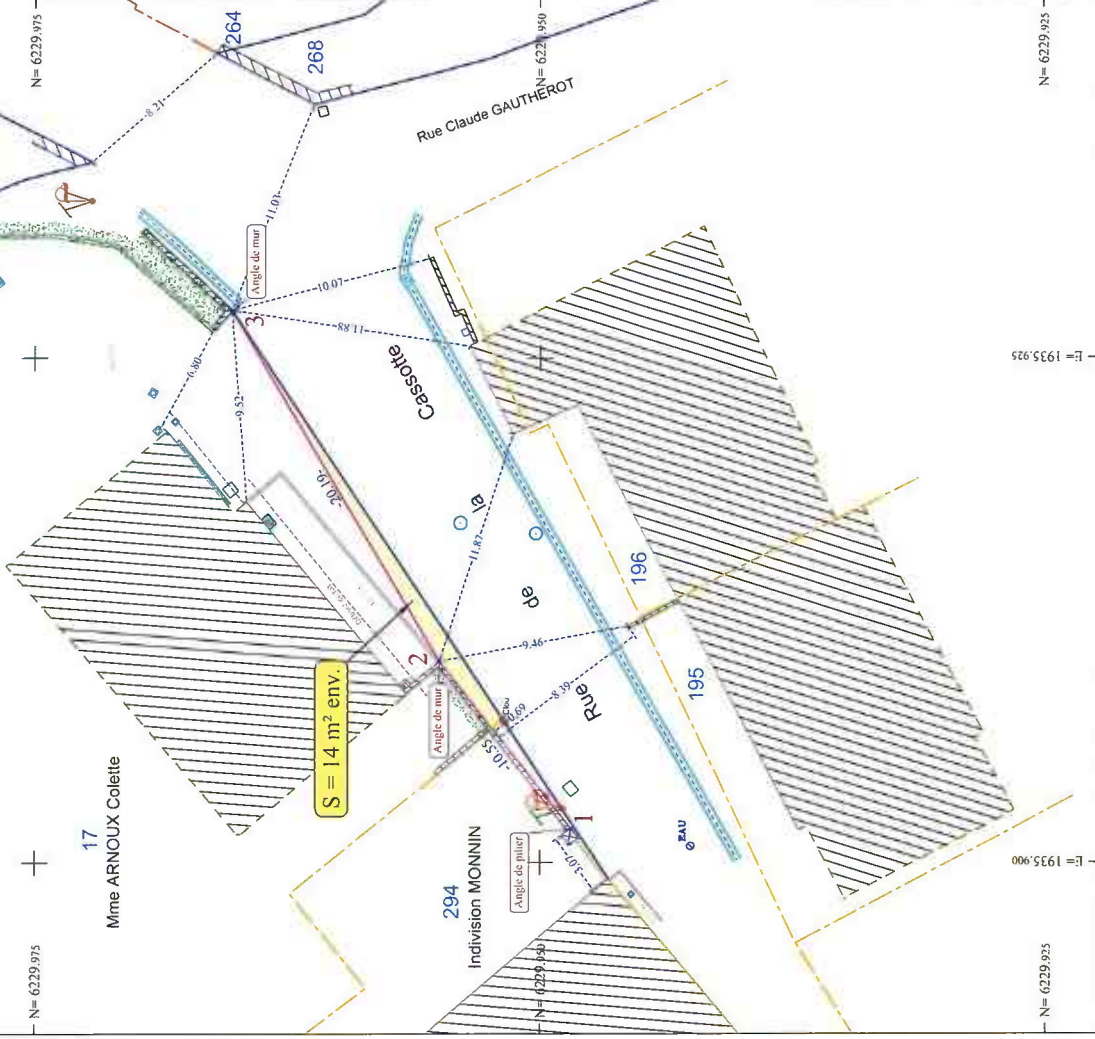 N= 6229.975
264
268
N= 6229.950
N= 6229.925
-8.21-
Rue Claude GAUTHEROT
-11.03-
Angle de mur
3
-10.07-
-11.88-
-6.80-
-9.52-
Cassotte
E= 1935.925
-20.19-
la
-11.87-
de
196
2
-9.46-
Angle de mur
S = 14 m² env.
195
-8.39-
0.69
Clou
Rue
-10.55-
17
Mme ARNOUX Colette
294
Indivision MONNIN
1
Angle de pilier
-3.07-
EAU
E= 1935.900
N= 6229.975
N= 6229.950
N= 6229.925